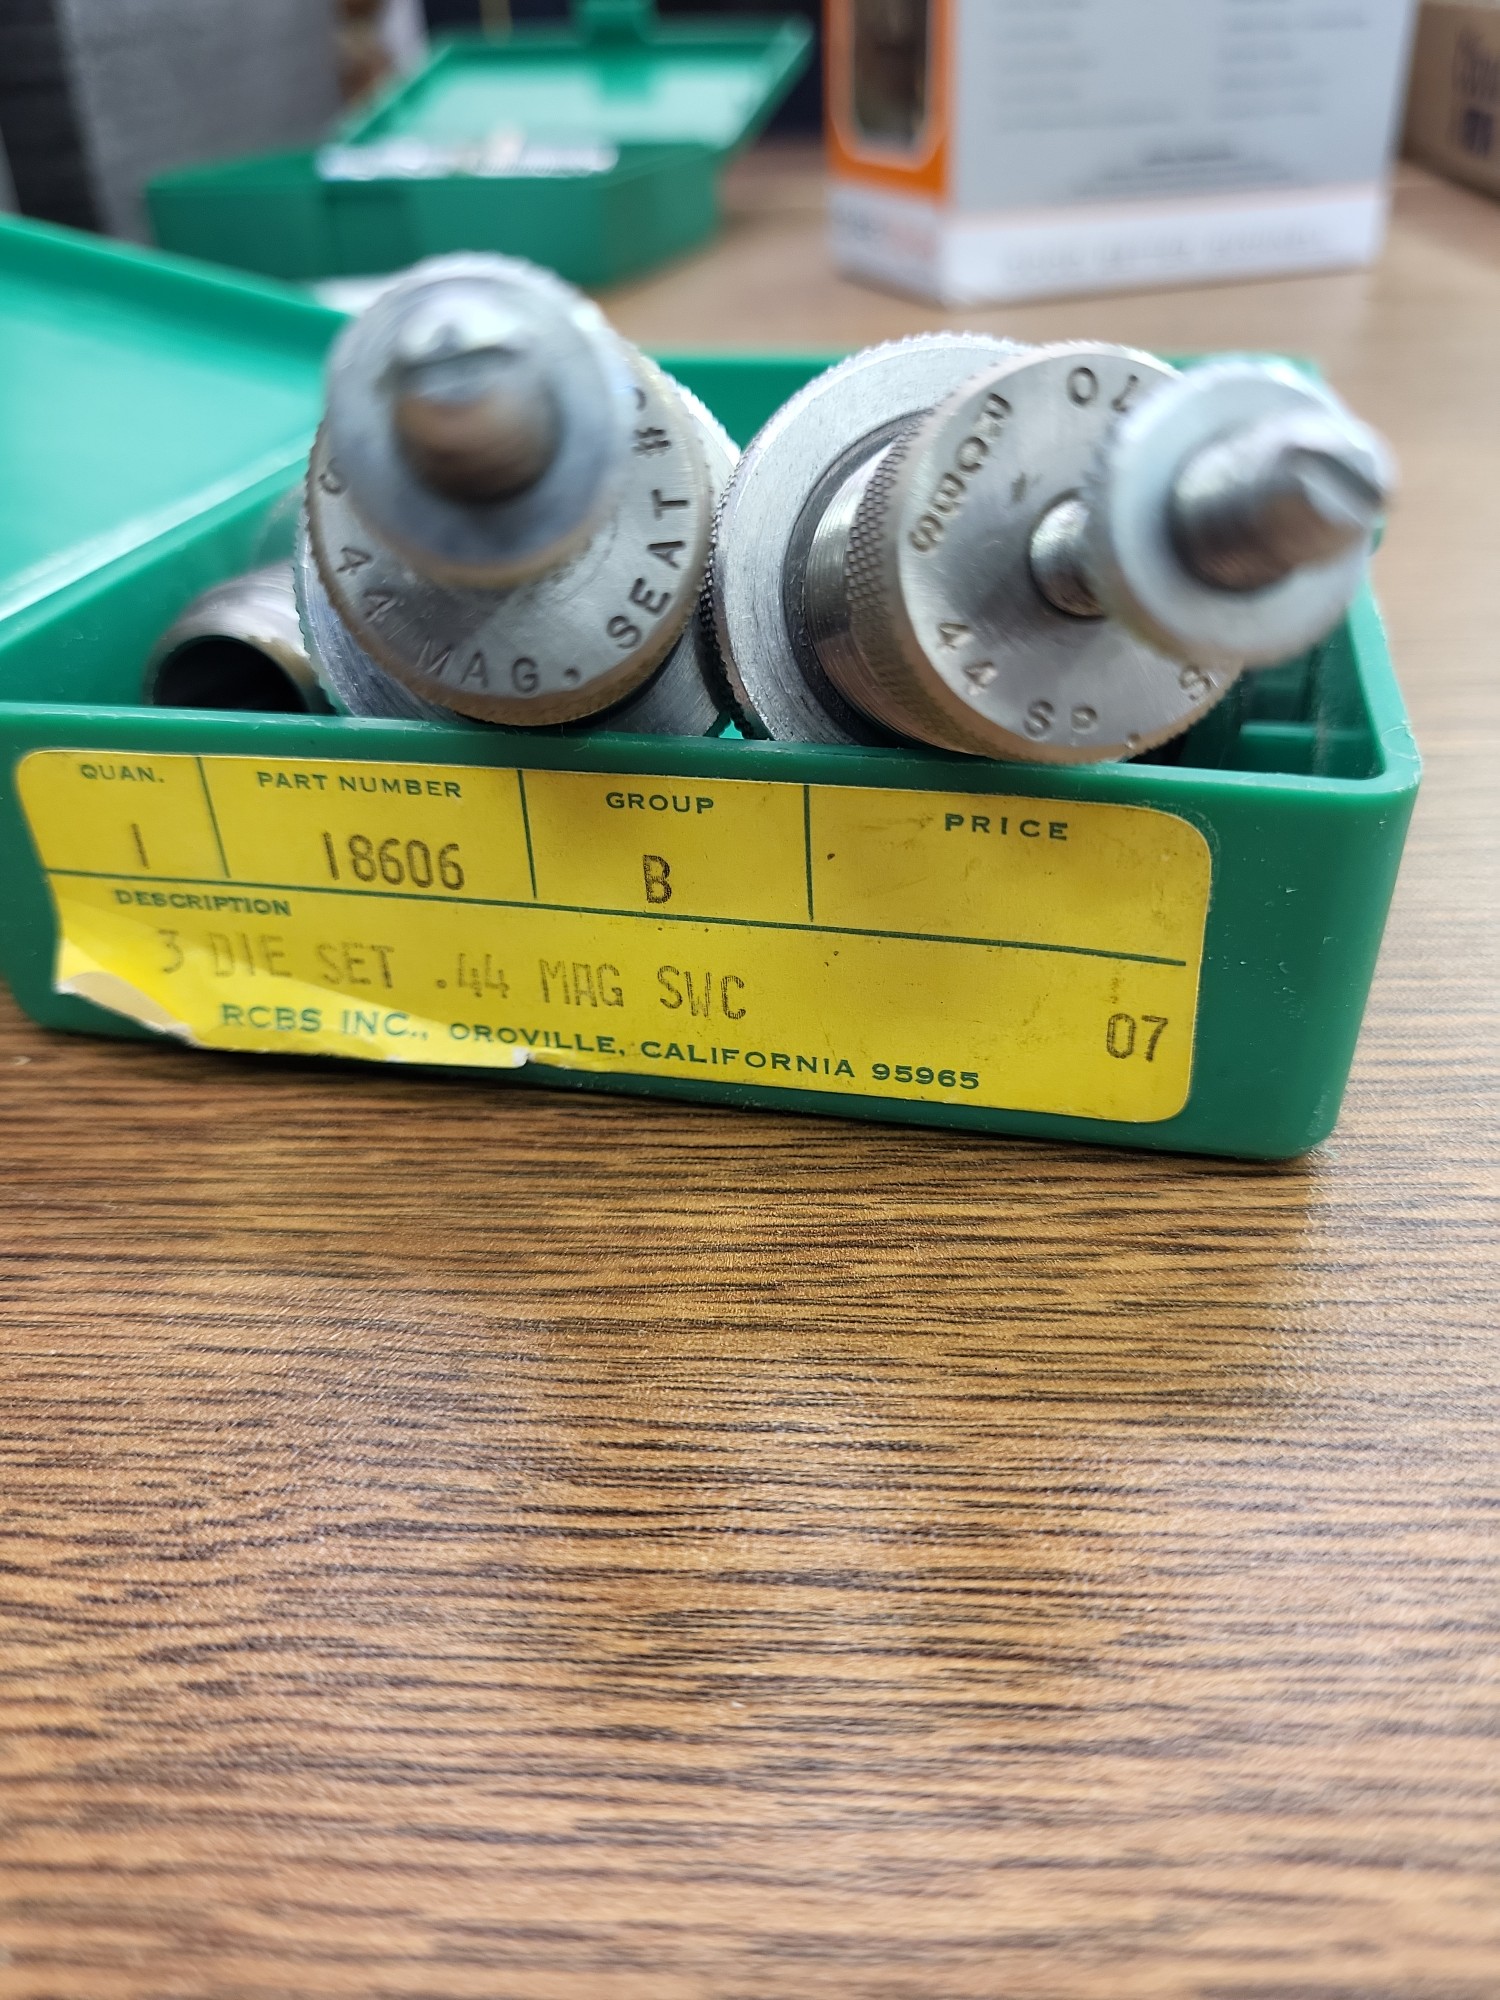 44 MAG. SEAT #
RCBS
44 SP.
QUAN. PART NUMBER GROUP PRICE
1 18606 B
DESCRIPTION
3 DIE SET .44 MAG SWC
07
RCBS INC., OROVILLE, CALIFORNIA 95965